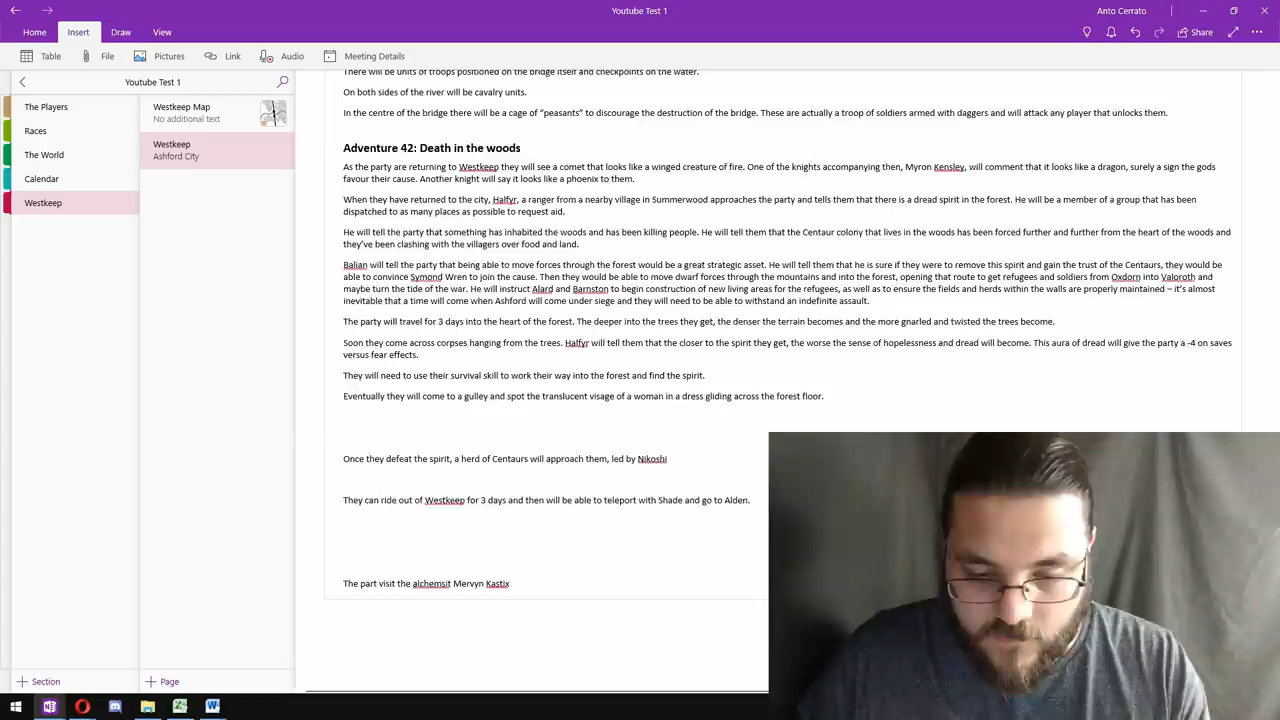 Youtube Test 1
Anto Cerrato
Home
Insert
Draw
View
Share
Table
File
Pictures
Link
Audio
Meeting Details
Youtube Test 1
The Players
Races
The World
Calendar
Westkeep
Westkeep Map
No additional text
Westkeep
Ashford City
There will be units of troops positioned on the bridge itself and checkpoints on the water.
On both sides of the river will be cavalry units.
In the centre of the bridge there will be a cage of “peasants” to discourage the destruction of the bridge. These are actually a troop of soldiers armed with daggers and will attack any player that unlocks them.
Adventure 42: Death in the woods
As the party are returning to Westkeep they will see a comet that looks like a winged creature of fire. One of the knights accompanying then, Myron Kensley, will comment that it looks like a dragon, surely a sign the gods
favour their cause. Another knight will say it looks like a phoenix to them.
When they have returned to the city, Halfyr, a ranger from a nearby village in Summerwood approaches the party and tells them that there is a dread spirit in the forest. He will be a member of a group that has been
dispatched to as many places as possible to request aid.
He will tell the party that something has inhabited the woods and has been killing people. He will tell them that the Centaur colony that lives in the woods has been forced further and further from the heart of the woods and
they’ve been clashing with the villagers over food and land.
Balian will tell the party that being able to move forces through the forest would be a great strategic asset. He will tell them that he is sure if they were to remove this spirit and gain the trust of the Centaurs, they would be
able to convince Symond Wren to join the cause. Then they would be able to move dwarf forces through the mountains and into the forest, opening that route to get refugees and soldiers from Oxdorn into Valoroth and
maybe turn the tide of the war. He will instruct Alard and Barnston to begin construction of new living areas for the refugees, as well as to ensure the fields and herds within the walls are properly maintained – it’s almost
inevitable that a time will come when Ashford will come under siege and they will need to be able to withstand an indefinite assault.
The party will travel for 3 days into the heart of the forest. The deeper into the trees they get, the denser the terrain becomes and the more gnarled and twisted the trees become.
Soon they come across corpses hanging from the trees. Halfyr will tell them that the closer to the spirit they get, the worse the sense of hopelessness and dread will become. This aura of dread will give the party a -4 on saves
versus fear effects.
They will need to use their survival skill to work their way into the forest and find the spirit.
Eventually they will come to a gulley and spot the translucent visage of a woman in a dress gliding across the forest floor.
Once they defeat the spirit, a herd of Centaurs will approach them, led by Nikoshi
They can ride out of Westkeep for 3 days and then will be able to teleport with Shade and go to Alden.
The part visit the alchemsit Mervyn Kastix
Section
Page